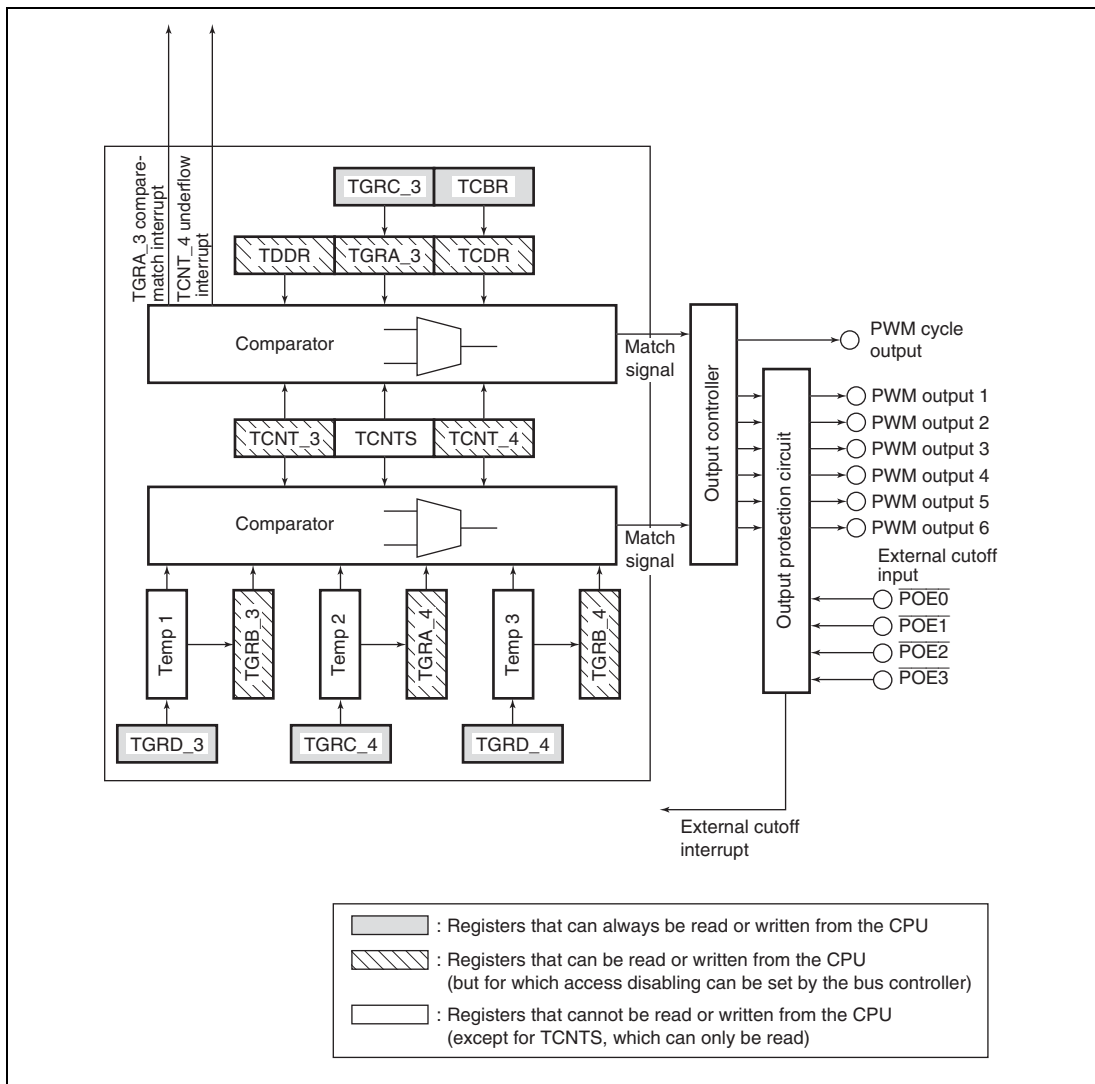 TGRA_3 compare-
match interrupt
TCNT_4 underflow
interrupt
TGRC_3
TCBR
TDDR
TGRA_3
TCDR
Comparator
Match
signal
TCNT_3
TCNTS
TCNT_4
Comparator
Match
signal
Output controller
Output protection circuit
PWM cycle
output
PWM output 1
PWM output 2
PWM output 3
PWM output 4
PWM output 5
PWM output 6
External cutoff
input
POE0
POE1
POE2
POE3
Temp 1
TGRB_3
Temp 2
TGRA_4
Temp 3
TGRB_4
TGRD_3
TGRC_4
TGRD_4
External cutoff
interrupt
: Registers that can always be read or written from the CPU
: Registers that can be read or written from the CPU
(but for which access disabling can be set by the bus controller)
: Registers that cannot be read or written from the CPU
(except for TCNTS, which can only be read)